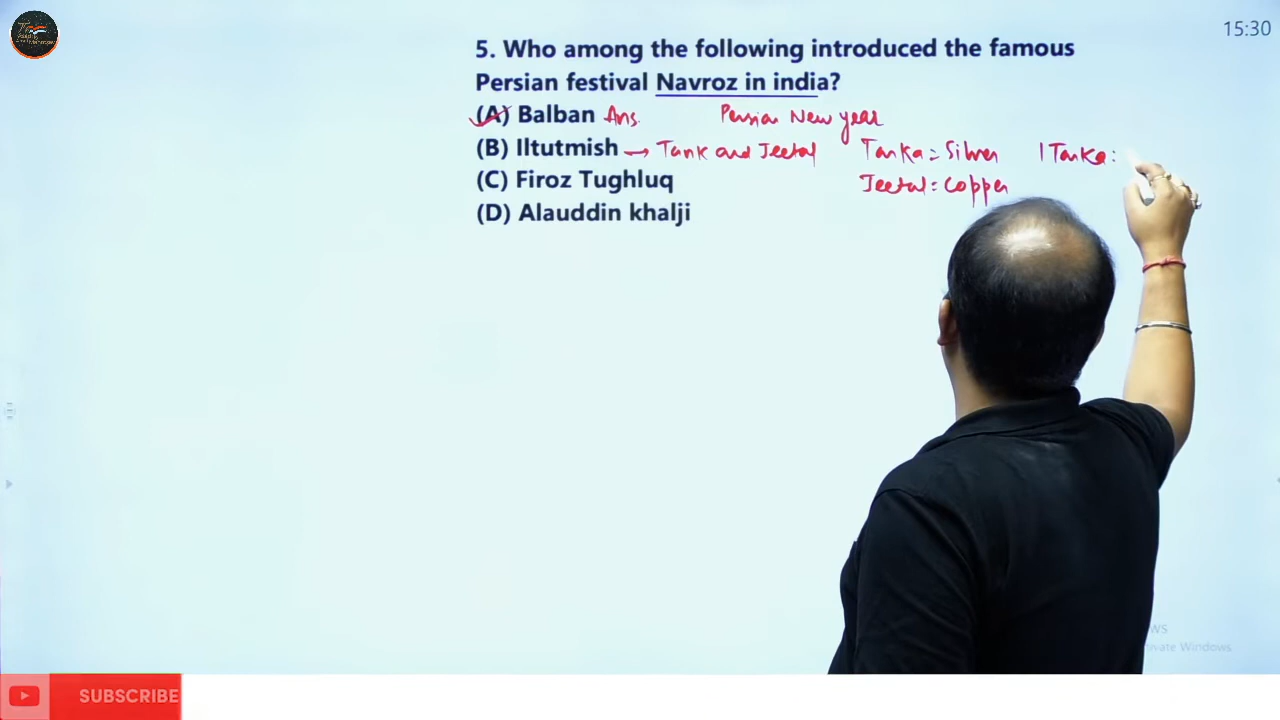 15:30
5. Who among the following introduced the famous
Persian festival Navroz in india?
(A) Balban Ans. Persian New year
(B) Iltutmish → Tank and Jeetal Tanka = Silver 1 Tanka:
(C) Firoz Tughluq Jeetal = Copper
(D) Alauddin khalji
SUBSCRIBE